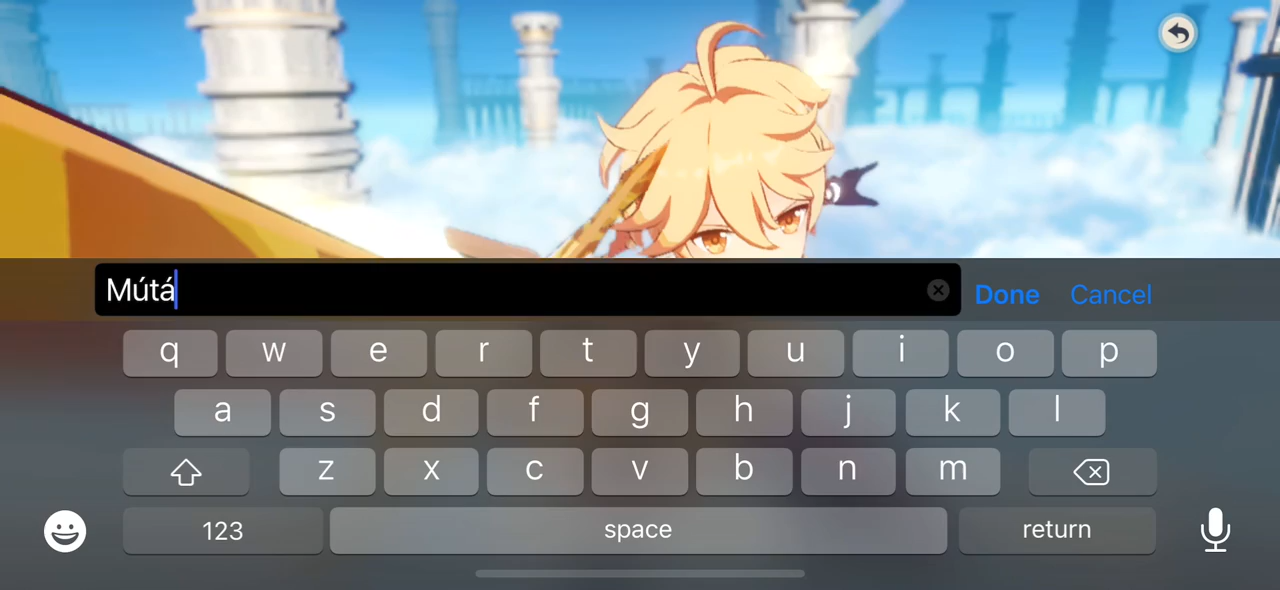 Mútá
Done Cancel
q w e r t y u i o p
a s d f g h j k l
z x c v b n m
123 space return